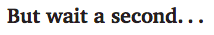 But wait a second. . .